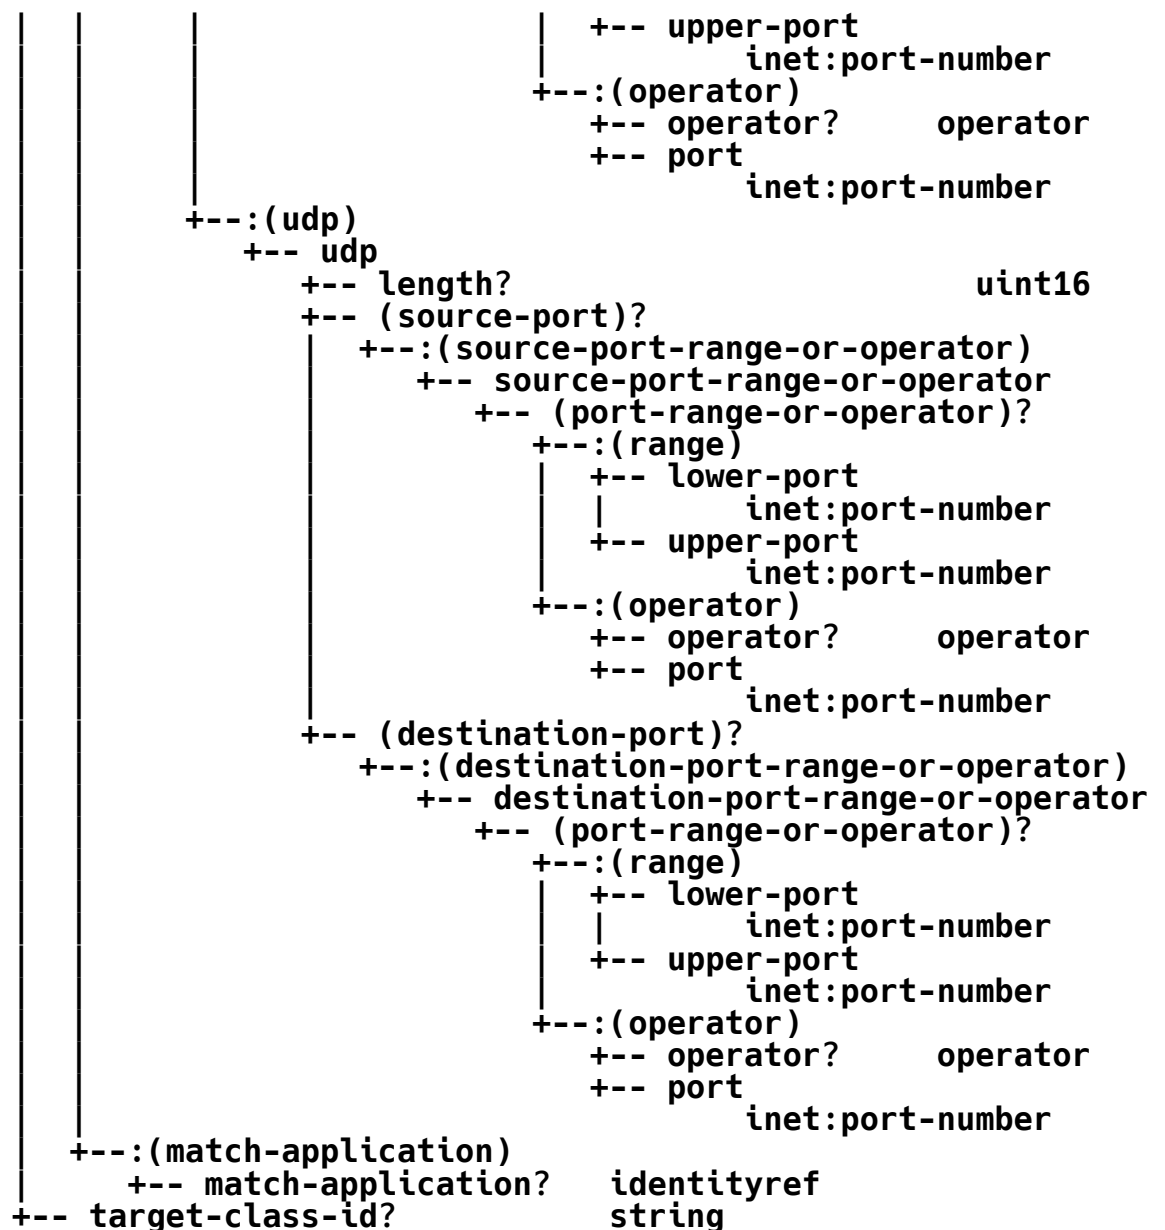 |  |     |                 |  +-- upper-port
|  |     |                 |          inet:port-number
|  |     |                 +--:(operator)
|  |     |                    +-- operator?     operator
|  |     |                    +-- port
|  |     |                            inet:port-number
|  |     +--:(udp)
|  |        +-- udp
|  |           +-- length?                        uint16
|  |           +-- (source-port)?
|  |           |  +--:(source-port-range-or-operator)
|  |           |     +-- source-port-range-or-operator
|  |           |        +-- (port-range-or-operator)?
|  |           |           +--:(range)
|  |           |           |  +-- lower-port
|  |           |           |  |       inet:port-number
|  |           |           |  +-- upper-port
|  |           |           |          inet:port-number
|  |           |           +--:(operator)
|  |           |              +-- operator?     operator
|  |           |              +-- port
|  |           |                      inet:port-number
|  |           +-- (destination-port)?
|  |              +--:(destination-port-range-or-operator)
|  |                 +-- destination-port-range-or-operator
|  |                    +-- (port-range-or-operator)?
|  |                       +--:(range)
|  |                       |  +-- lower-port
|  |                       |  |       inet:port-number
|  |                       |  +-- upper-port
|  |                       |          inet:port-number
|  |                       +--:(operator)
|  |                          +-- operator?     operator
|  |                          +-- port
|  |                                  inet:port-number
|  +--:(match-application)
|     +-- match-application?   identityref
+-- target-class-id?           string